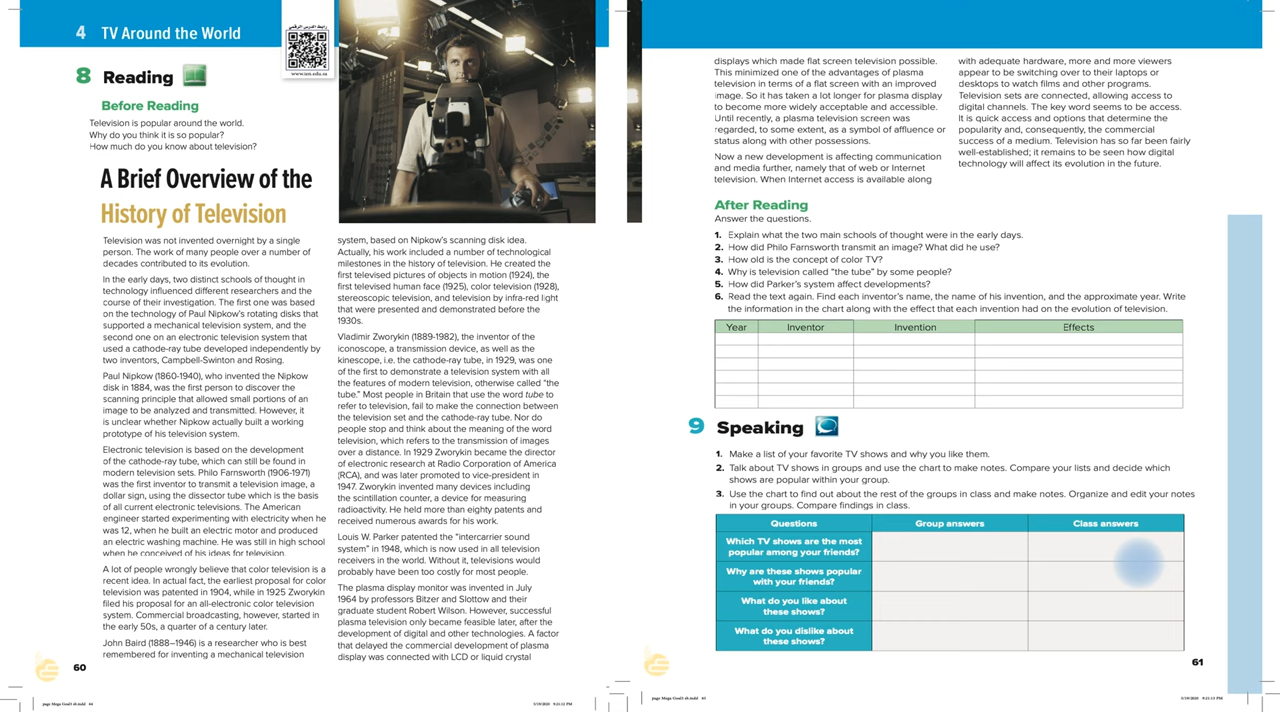 4 TV Around the World
رابط الدرس الرقمي
www.ien.edu.sa
8 Reading
Before Reading
Television is popular around the world.
Why do you think it is so popular?
How much do you know about television?
A Brief Overview of the
History of Television
Television was not invented overnight by a single
person. The work of many people over a number of
decades contributed to its evolution.
In the early days, two distinct schools of thought in
technology influenced different researchers and the
course of their investigation. The first one was based
on the technology of Paul Nipkow's rotating disks that
supported a mechanical television system, and the
second one on an electronic television system that
used a cathode-ray tube developed independently by
two inventors, Campbell-Swinton and Rosing.
Paul Nipkow (1860-1940), who invented the Nipkow
disk in 1884, was the first person to discover the
scanning principle that allowed small portions of an
image to be analyzed and transmitted. However, it
is unclear whether Nipkow actually built a working
prototype of his television system.
Electronic television is based on the development
of the cathode-ray tube, which can still be found in
modern television sets. Philo Farnsworth (1906-1971)
was the first inventor to transmit a television image, a
dollar sign, using the dissector tube which is the basis
of all current electronic televisions. The American
engineer started experimenting with electricity when he
was 12, when he built an electric motor and produced
an electric washing machine. He was still in high school
when he conceived of his ideas for television.
A lot of people wrongly believe that color television is a
recent idea. In actual fact, the earliest proposal for color
television was patented in 1904, while in 1925 Zworykin
filed his proposal for an all-electronic color television
system. Commercial broadcasting, however, started in
the early 50s, a quarter of a century later.
John Baird (1888–1946) is a researcher who is best
remembered for inventing a mechanical television
system, based on Nipkow's scanning disk idea.
Actually, his work included a number of technological
milestones in the history of television. He created the
first televised pictures of objects in motion (1924), the
first televised human face (1925), color television (1928),
stereoscopic television, and television by infra-red light
that were presented and demonstrated before the
1930s.
Vladimir Zworykin (1889-1982), the inventor of the
iconoscope, a transmission device, as well as the
kinescope, i.e. the cathode-ray tube, in 1929, was one
of the first to demonstrate a television system with all
the features of modern television, otherwise called "the
tube." Most people in Britain that use the word tube to
refer to television, fail to make the connection between
the television set and the cathode-ray tube. Nor do
people stop and think about the meaning of the word
television, which refers to the transmission of images
over a distance. In 1929 Zworykin became the director
of electronic research at Radio Corporation of America
(RCA), and was later promoted to vice-president in
1947. Zworykin invented many devices including
the scintillation counter, a device for measuring
radioactivity. He held more than eighty patents and
received numerous awards for his work.
Louis W. Parker patented the "intercarrier sound
system" in 1948, which is now used in all television
receivers in the world. Without it, televisions would
probably have been too costly for most people.
The plasma display monitor was invented in July
1964 by professors Bitzer and Slottow and their
graduate student Robert Wilson. However, successful
plasma television only became feasible later, after the
development of digital and other technologies. A factor
that delayed the commercial development of plasma
display was connected with LCD or liquid crystal
60
page Mega Goal3 sb.indd 64
5/19/2020 9:21:12 PM
displays which made flat screen television possible.
This minimized one of the advantages of plasma
television in terms of a flat screen with an improved
image. So it has taken a lot longer for plasma display
to become more widely acceptable and accessible.
Until recently, a plasma television screen was
regarded, to some extent, as a symbol of affluence or
status along with other possessions.
Now a new development is affecting communication
and media further, namely that of web or Internet
television. When Internet access is available along
with adequate hardware, more and more viewers
appear to be switching over to their laptops or
desktops to watch films and other programs.
Television sets are connected, allowing access to
digital channels. The key word seems to be access.
It is quick access and options that determine the
popularity and, consequently, the commercial
success of a medium. Television has so far been fairly
well-established; it remains to be seen how digital
technology will affect its evolution in the future.
After Reading
Answer the questions.
1. Explain what the two main schools of thought were in the early days.
2. How did Philo Farnsworth transmit an image? What did he use?
3. How old is the concept of color TV?
4. Why is television called "the tube" by some people?
5. How did Parker's system affect developments?
6. Read the text again. Find each inventor's name, the name of his invention, and the approximate year. Write
the information in the chart along with the effect that each invention had on the evolution of television.
Year Inventor Invention Effects
9 Speaking
1. Make a list of your favorite TV shows and why you like them.
2. Talk about TV shows in groups and use the chart to make notes. Compare your lists and decide which
shows are popular within your group.
3. Use the chart to find out about the rest of the groups in class and make notes. Organize and edit your notes
in your groups. Compare findings in class.
Questions Group answers Class answers
Which TV shows are the most
popular among your friends?
Why are these shows popular
with your friends?
What do you like about
these shows?
What do you dislike about
these shows?
61
page Mega Goal3 sb.indd 65
5/19/2020 9:21:13 PM